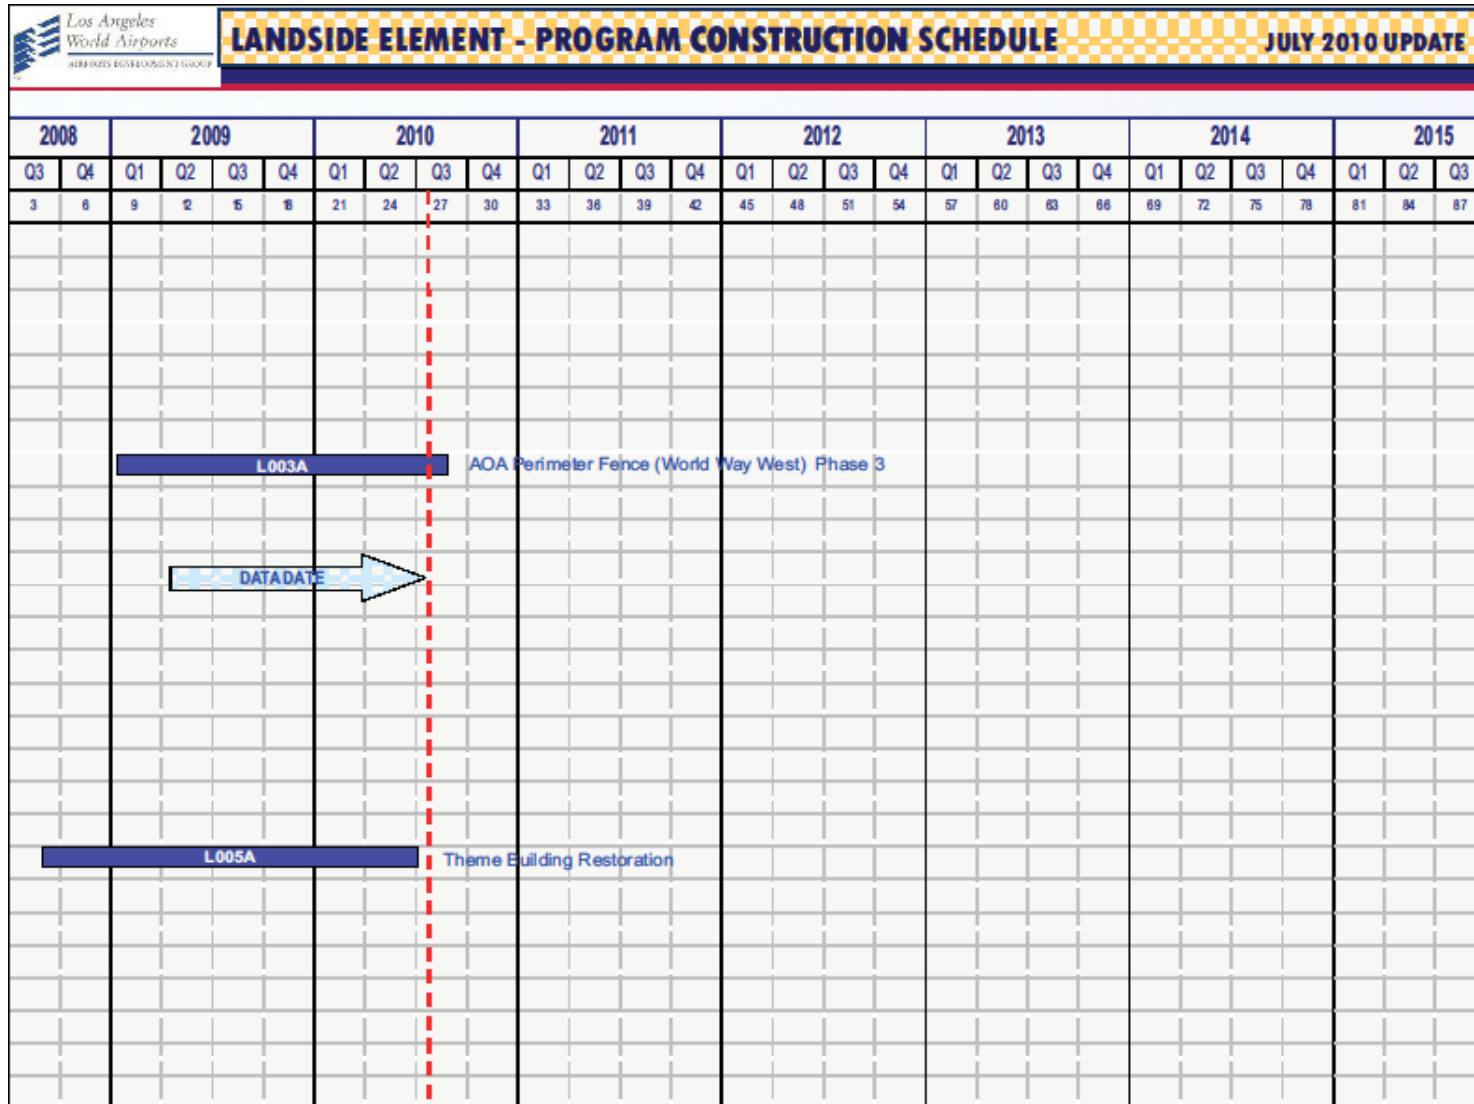 Los Angeles
World Airports
AIRPORTS DEVELOPMENT GROUP
LANDSIDE ELEMENT - PROGRAM CONSTRUCTION SCHEDULE JULY 2010 UPDATE
2008 2009 2010 2011 2012 2013 2014 2015
Q3 Q4 Q1 Q2 Q3 Q4 Q1 Q2 Q3 Q4 Q1 Q2 Q3 Q4 Q1 Q2 Q3 Q4 Q1 Q2 Q3 Q4 Q1 Q2 Q3 Q4 Q1 Q2 Q3
3 6 9 12 15 18 21 24 27 30 33 36 39 42 45 48 51 54 57 60 63 66 69 72 75 78 81 84 87
L003A AOA Perimeter Fence (World Way West) Phase 3
DATA DATE
L005A Theme Building Restoration